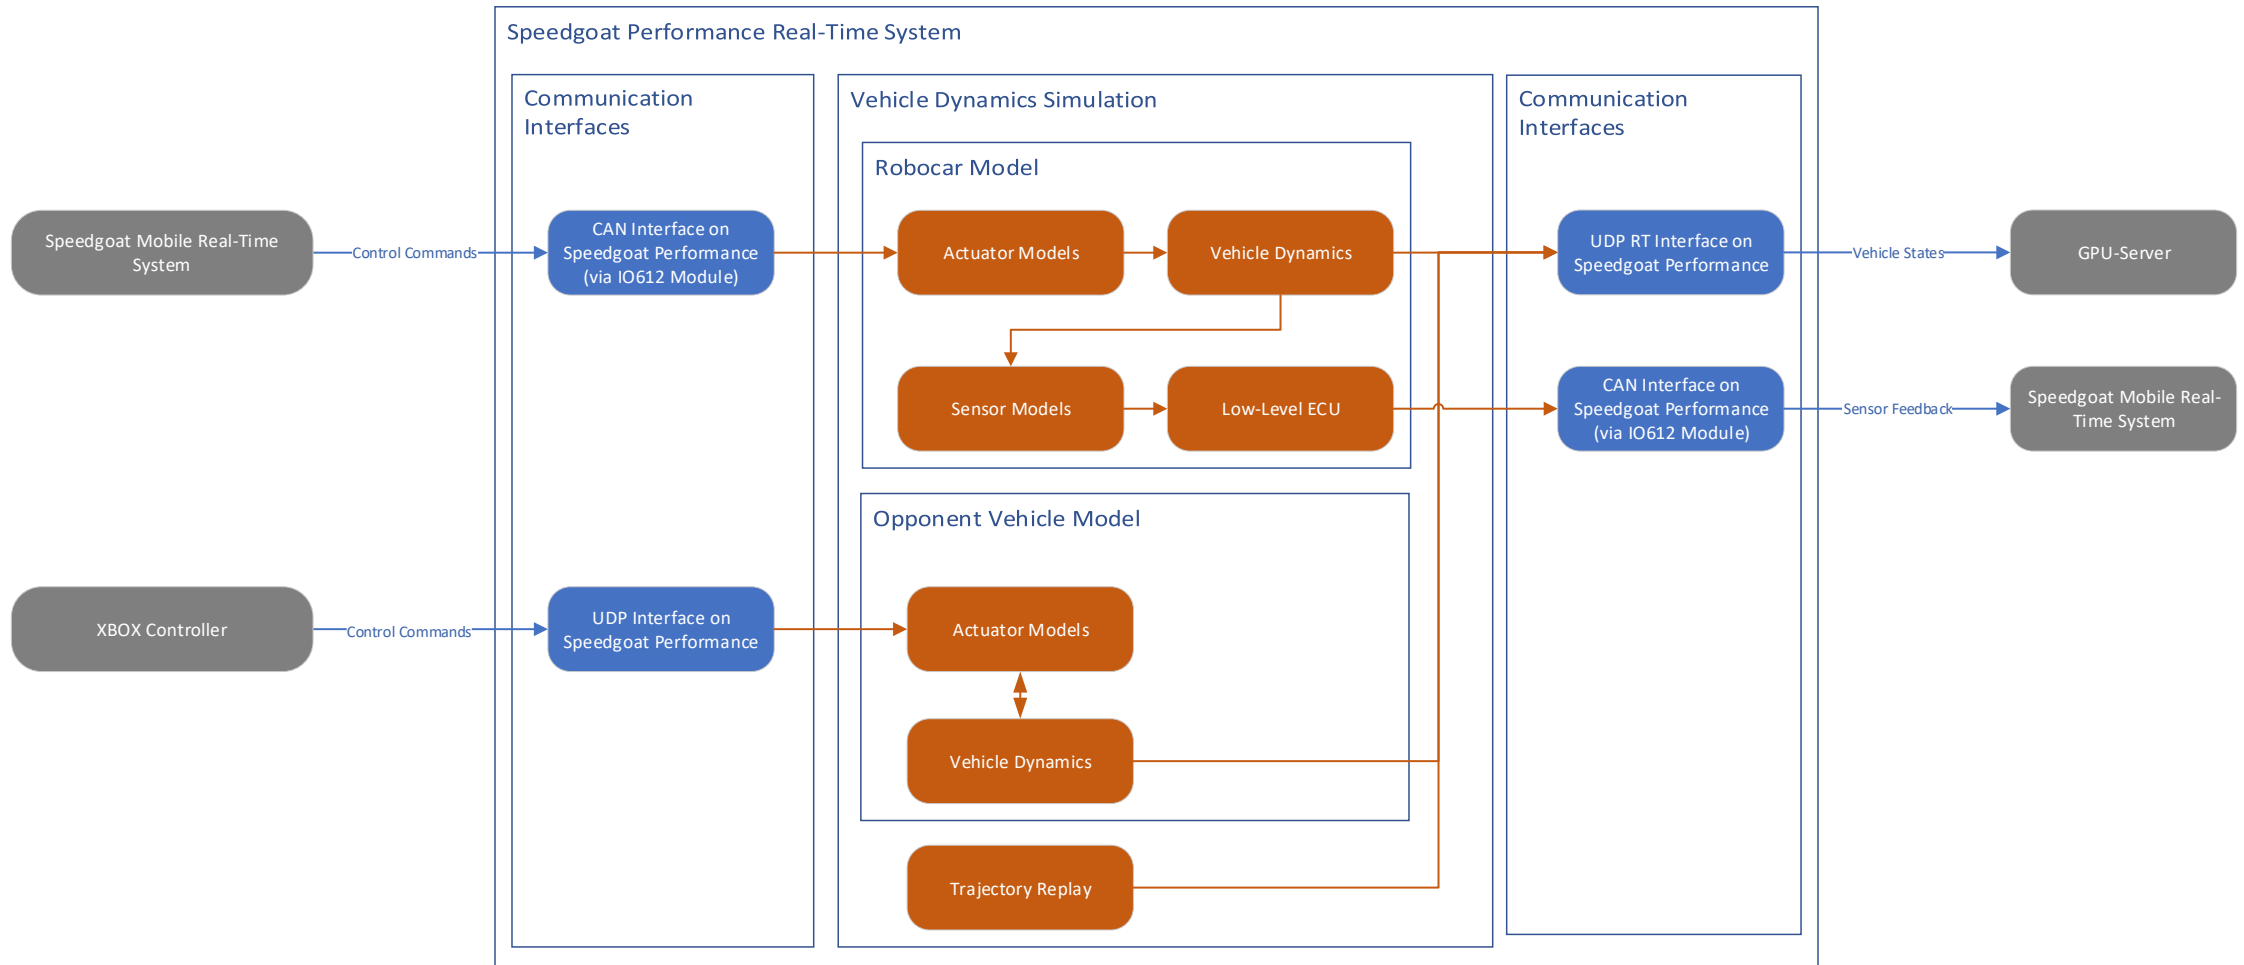 Speedgoat Performance Real-Time System
Communication
Interfaces
Vehicle Dynamics Simulation
Communication
Interfaces
Robocar Model
Speedgoat Mobile Real-Time
System
Control Commands
CAN Interface on
Speedgoat Performance
(via IO612 Module)
Actuator Models
Vehicle Dynamics
UDP RT Interface on
Speedgoat Performance
Vehicle States
GPU-Server
Sensor Models
Low-Level ECU
CAN Interface on
Speedgoat Performance
(via IO612 Module)
Sensor Feedback
Speedgoat Mobile Real-
Time System
Opponent Vehicle Model
XBOX Controller
Control Commands
UDP Interface on
Speedgoat Performance
Actuator Models
Vehicle Dynamics
Trajectory Replay